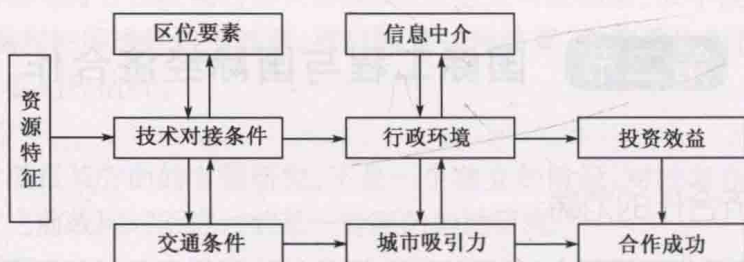 区位要素
信息中介
资源特征
技术对接条件
行政环境
投资效益
交通条件
城市吸引力
合作成功